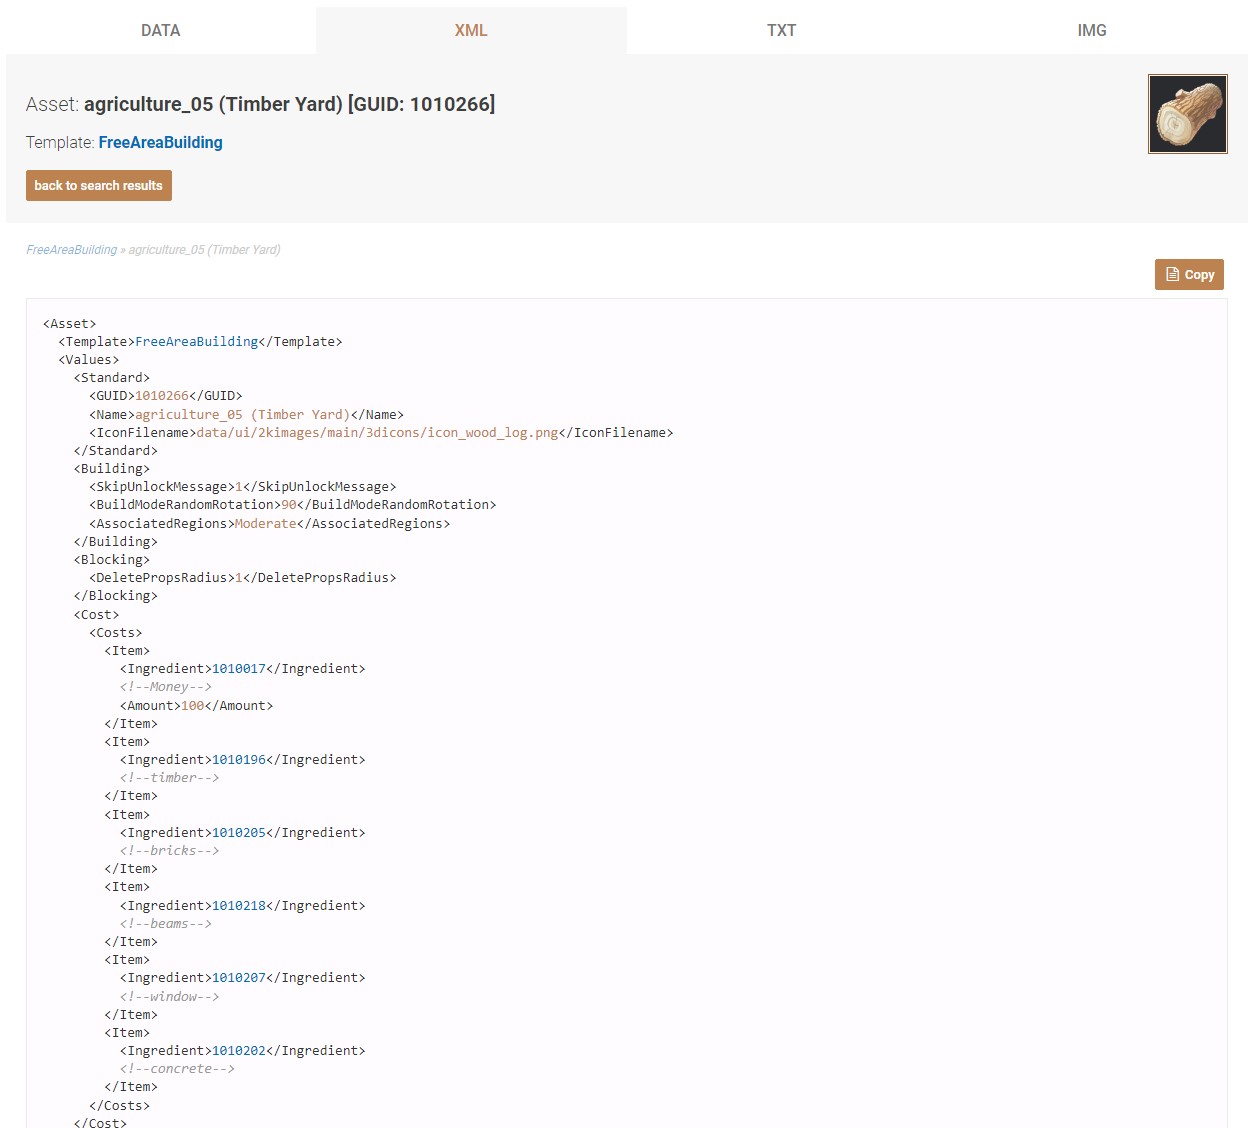 DATA XML TXT IMG
Asset: agriculture_05 (Timber Yard) [GUID: 1010266]
Template: FreeAreaBuilding
back to search results
FreeAreaBuilding » agriculture_05 (Timber Yard)
Copy
<Asset>
<Template>FreeAreaBuilding</Template>
<Values>
<Standard>
<GUID>1010266</GUID>
<Name>agriculture_05 (Timber Yard)</Name>
<IconFilename>data/ui/2kimages/main/3dicons/icon_wood_log.png</IconFilename>
</Standard>
<Building>
<SkipUnlockMessage>1</SkipUnlockMessage>
<BuildModeRandomRotation>90</BuildModeRandomRotation>
<AssociatedRegions>Moderate</AssociatedRegions>
</Building>
<Blocking>
<DeletePropsRadius>1</DeletePropsRadius>
</Blocking>
<Cost>
<Costs>
<Item>
<Ingredient>1010017</Ingredient>
<!--Money-->
<Amount>100</Amount>
</Item>
<Item>
<Ingredient>1010196</Ingredient>
<!--timber-->
</Item>
<Item>
<Ingredient>1010205</Ingredient>
<!--bricks-->
</Item>
<Item>
<Ingredient>1010218</Ingredient>
<!--beams-->
</Item>
<Item>
<Ingredient>1010207</Ingredient>
<!--window-->
</Item>
<Item>
<Ingredient>1010202</Ingredient>
<!--concrete-->
</Item>
</Costs>
</Cost>